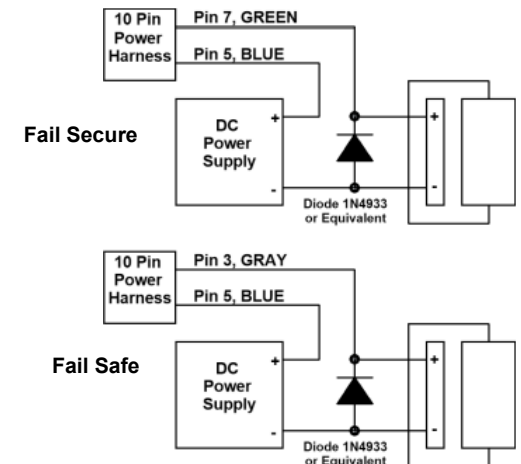 10 Pin
Power
Harness
Pin 7, GREEN
Pin 5, BLUE
Fail Secure
DC
Power
Supply
+
-
+
-
Diode 1N4933
or Equivalent
10 Pin
Power
Harness
Pin 3, GRAY
Pin 5, BLUE
Fail Safe
DC
Power
Supply
+
-
+
-
Diode 1N4933
or Equivalent